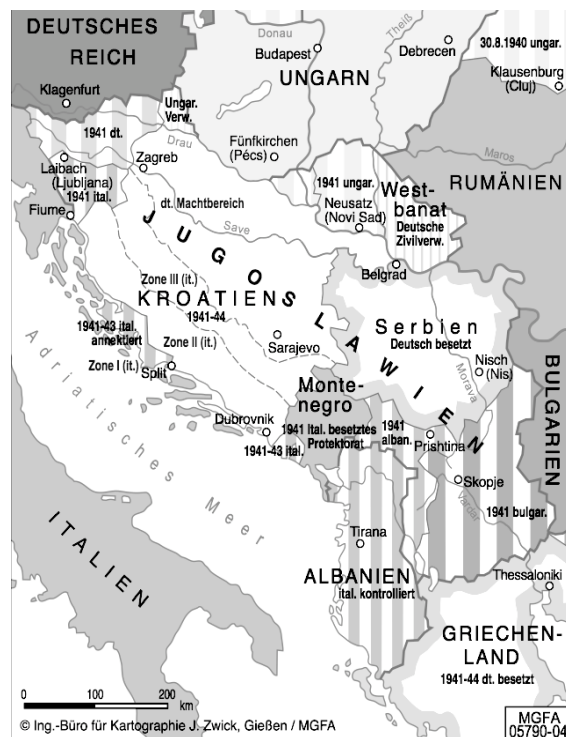 DEUTSCHES
REICH
Donau
Budapest
Theiß
Debrecen
30.8.1940 ungar.
Klagenfurt
UNGARN
Klausenburg
(Cluj)
Ungar.
Verw.
1941 dt.
Drau
Fünfkirchen
(Pécs)
Maros
Laibach
(Ljubljana)
1941 ital.
Zagreb
1941 ungar.
West-
banat
Deutsche
Zivilverw.
RUMÄNIEN
Fiume
dt. Machtbereich
Neusatz
(Novi Sad)
Save
JUGOSLAWIEN
Belgrad
Zone III (it.)
KROATIEN
1941-44
Serbien
Deutsch besetzt
1941-43 ital.
annektiert
Zone II (it.)
Sarajevo
Zone I (it.)
Split
Morava
Nisch
(Nis)
BULGARIEN
Monte-
negro
Adriatisches Meer
Dubrovnik
1941 Ital. besetztes
Protektorat
1941
alban.
Prishtina
1941-43 ital.
Skopje
Vardar
1941 bulgar.
ITALIEN
Tirana
ALBANIEN
ital. kontrolliert
Thessaloniki
GRIECHEN-
LAND
1941-44 dt. besetzt
0 100 200
km
© Ing.-Büro für Kartographie J. Zwick, Gießen / MGFA
MGFA
05790-04